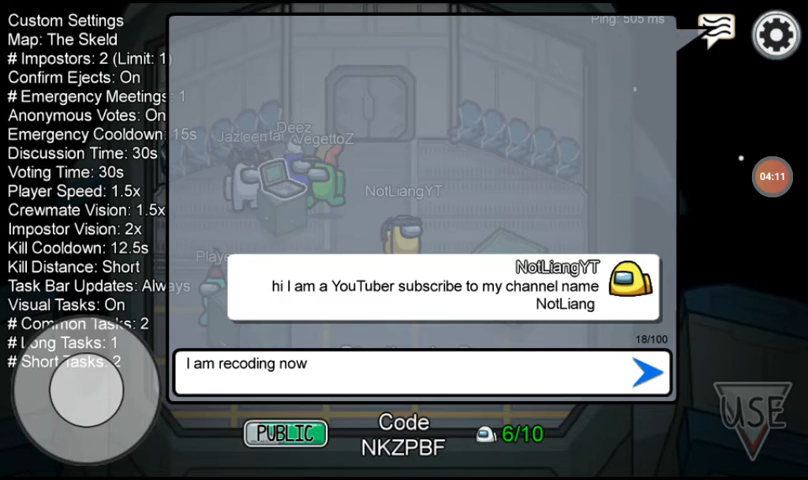 Custom Settings
Map: The Skeld
# Impostors: 2 (Limit: 1)
Confirm Ejects: On
# Emergency Meetings: 1
Anonymous Votes: On
Emergency Cooldown: 15s
Discussion Time: 30s
Voting Time: 30s
Player Speed: 1.5x
Crewmate Vision: 1.5x
Impostor Vision: 2x
Kill Cooldown: 12.5s
Kill Distance: Short
Task Bar Updates: Always
Visual Tasks: On
# Common Tasks: 2
# Long Tasks: 1
# Short Tasks: 2
Ping: 505 ms
04:11
Deez
VegettoZ
NotLiangYT
NotLiangYT
hi I am a YouTuber subscribe to my channel name
NotLiang
18/100
I am recoding now
PUBLIC
Code
NKZPBF
6/10
USE